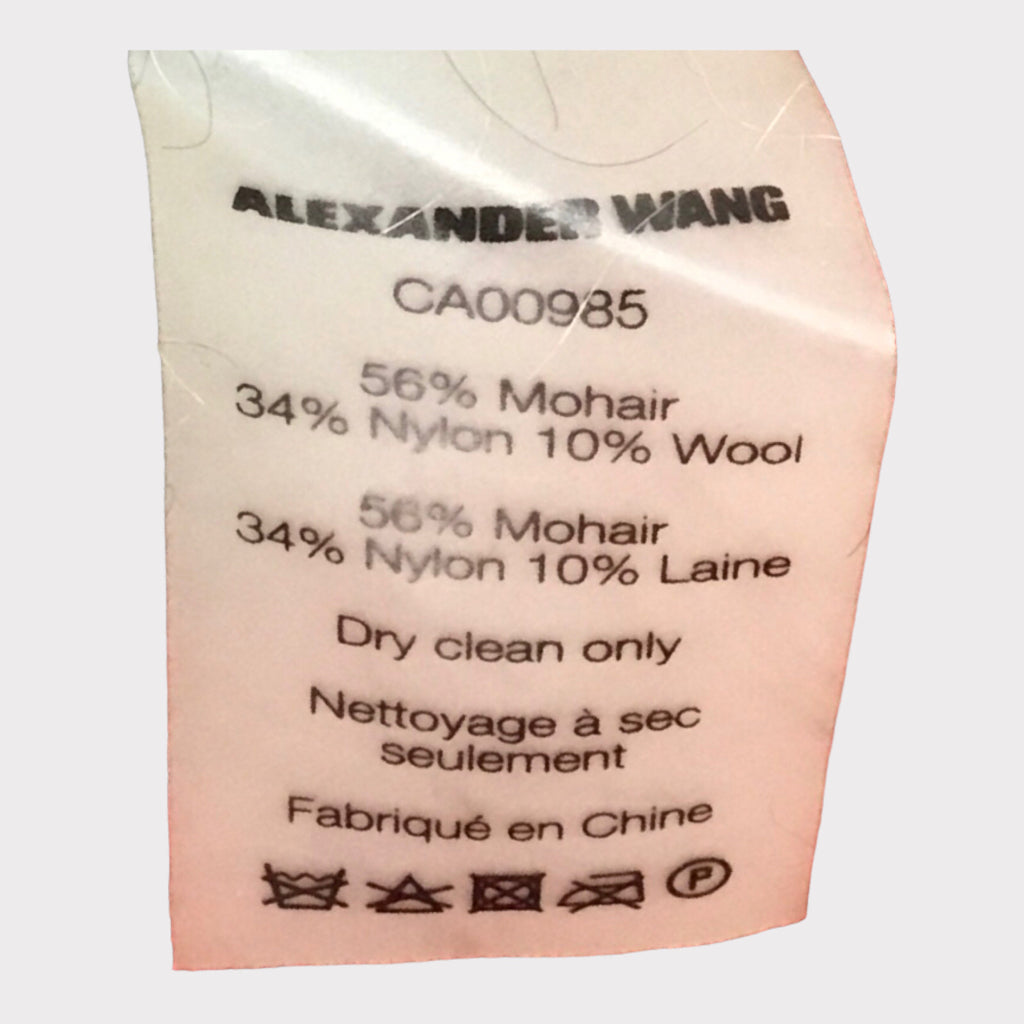 ALEXANDER WANG
CA00985
56% Mohair
34% Nylon 10% Wool
56% Mohair
34% Nylon 10% Laine
Dry clean only
Nettoyage à sec
seulement
Fabriqué en Chine
P